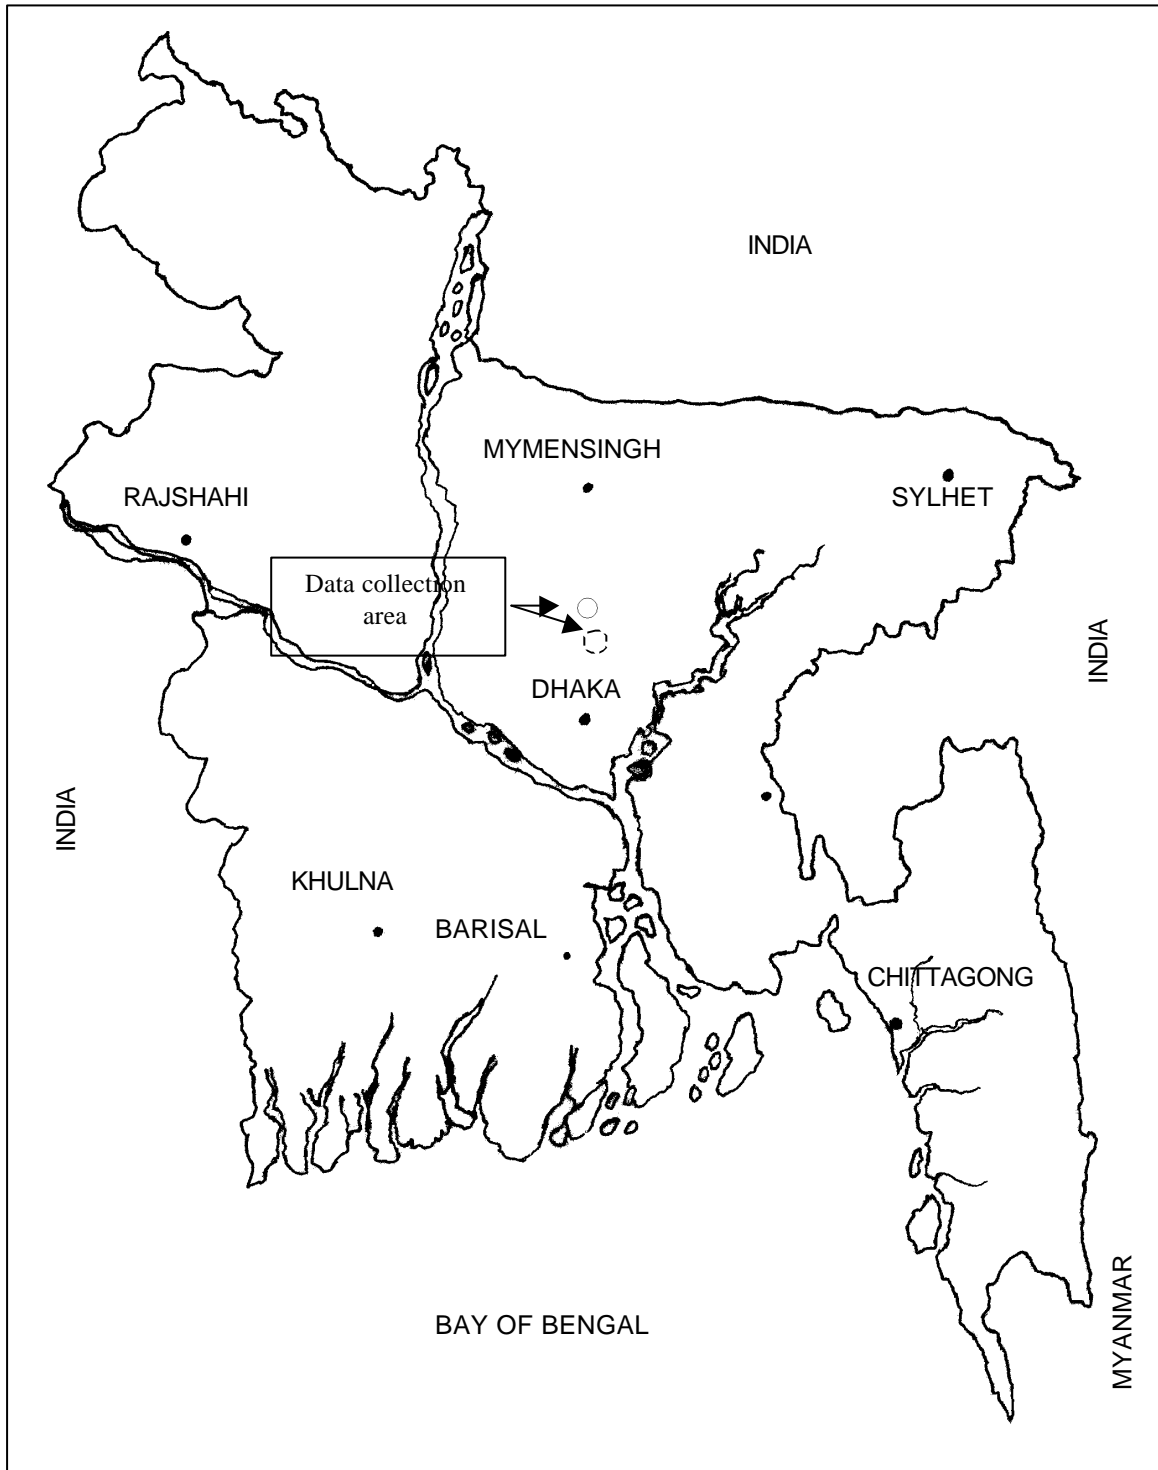 INDIA
MYMENSINGH
RAJSHAHI
SYLHET
Data collection
area
INDIA
DHAKA
INDIA
KHULNA
BARISAL
CHITTAGONG
BAY OF BENGAL
MYANMAR